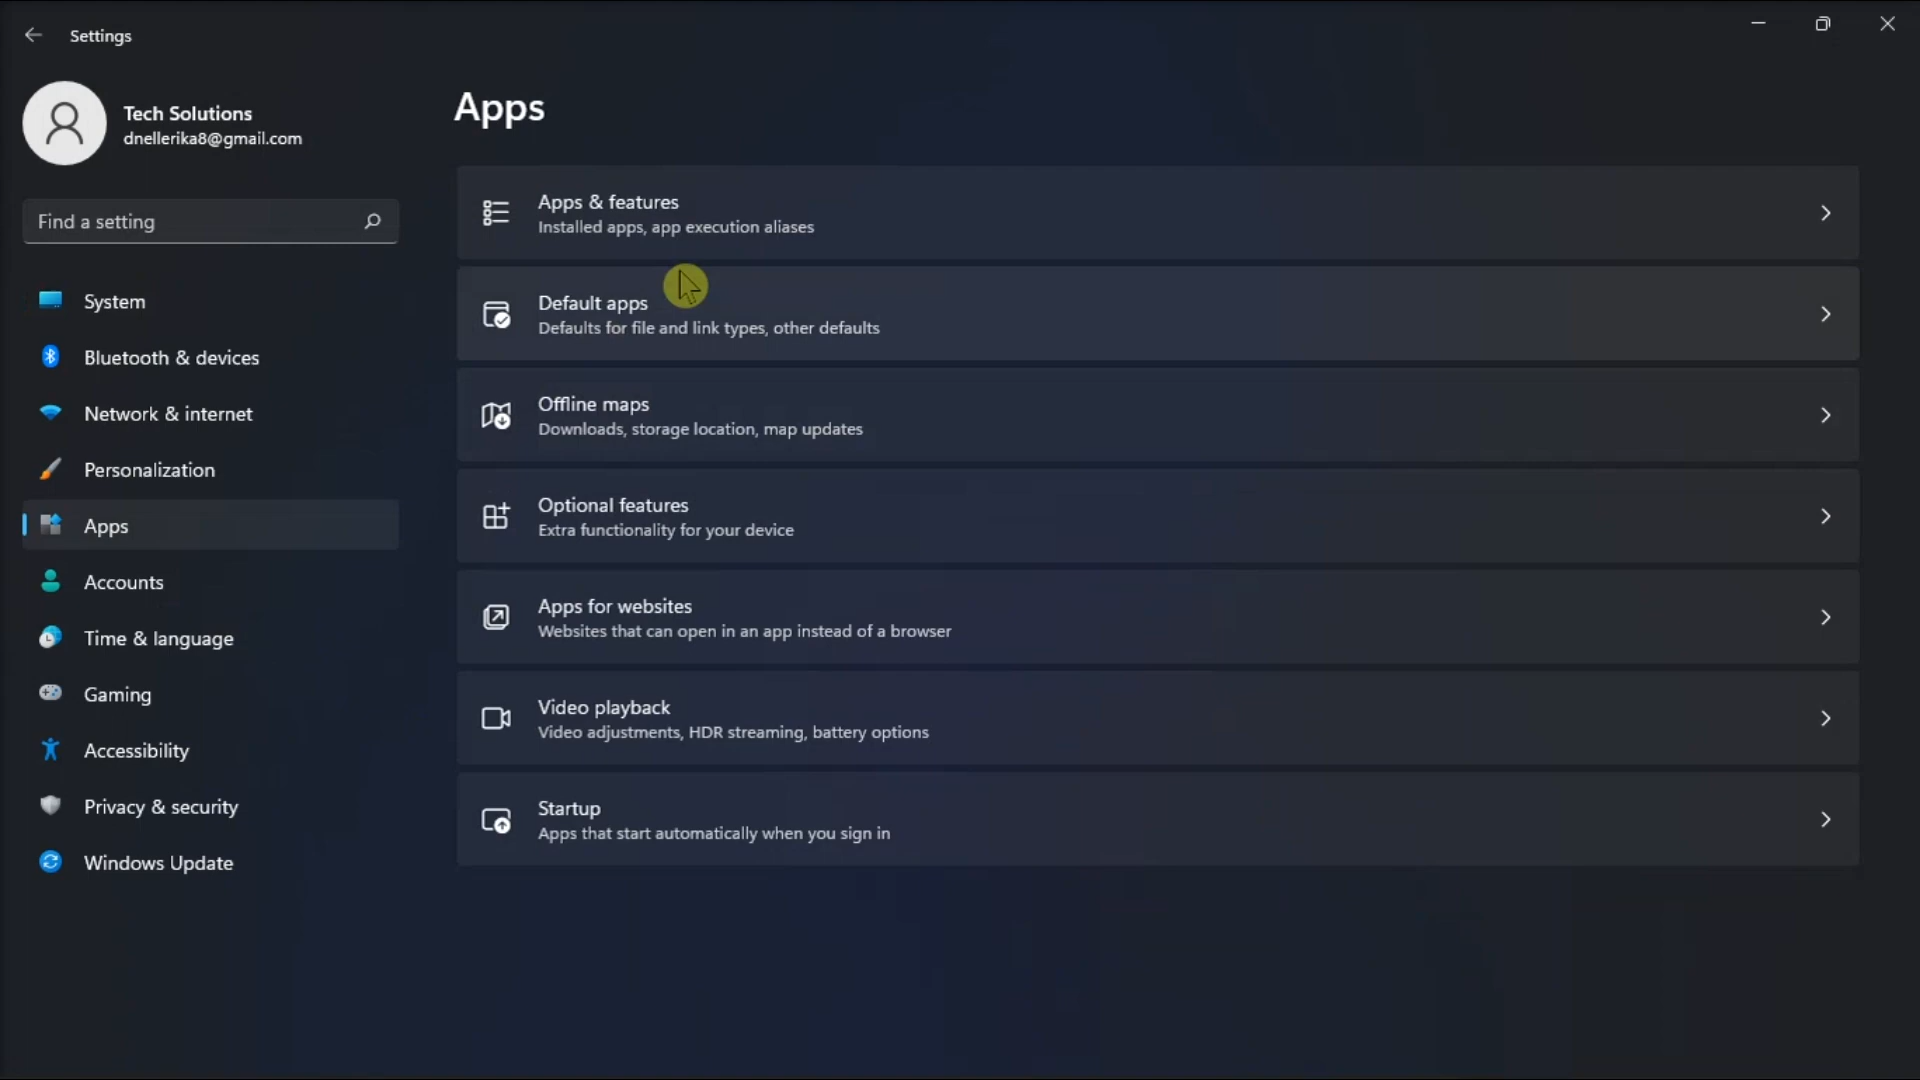 Settings
Tech Solutions
dnellerika8@gmail.com
Find a setting
System
Bluetooth & devices
Network & internet
Personalization
Apps
Accounts
Time & language
Gaming
Accessibility
Privacy & security
Windows Update
Apps
Apps & features
Installed apps, app execution aliases
Default apps
Defaults for file and link types, other defaults
Offline maps
Downloads, storage location, map updates
Optional features
Extra functionality for your device
Apps for websites
Websites that can open in an app instead of a browser
Video playback
Video adjustments, HDR streaming, battery options
Startup
Apps that start automatically when you sign in